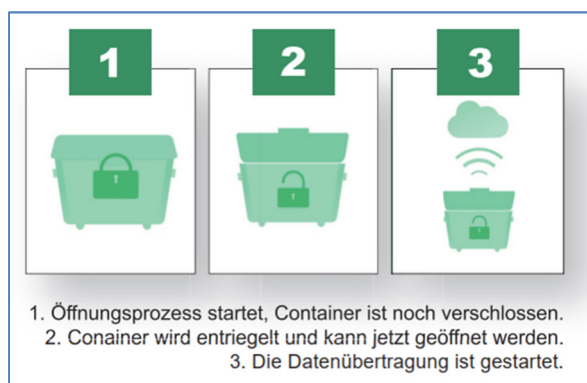 1
2
3
1. Öffnungsprozess startet, Container ist noch verschlossen.
2. Conainer wird entriegelt und kann jetzt geöffnet werden.
3. Die Datenübertragung ist gestartet.